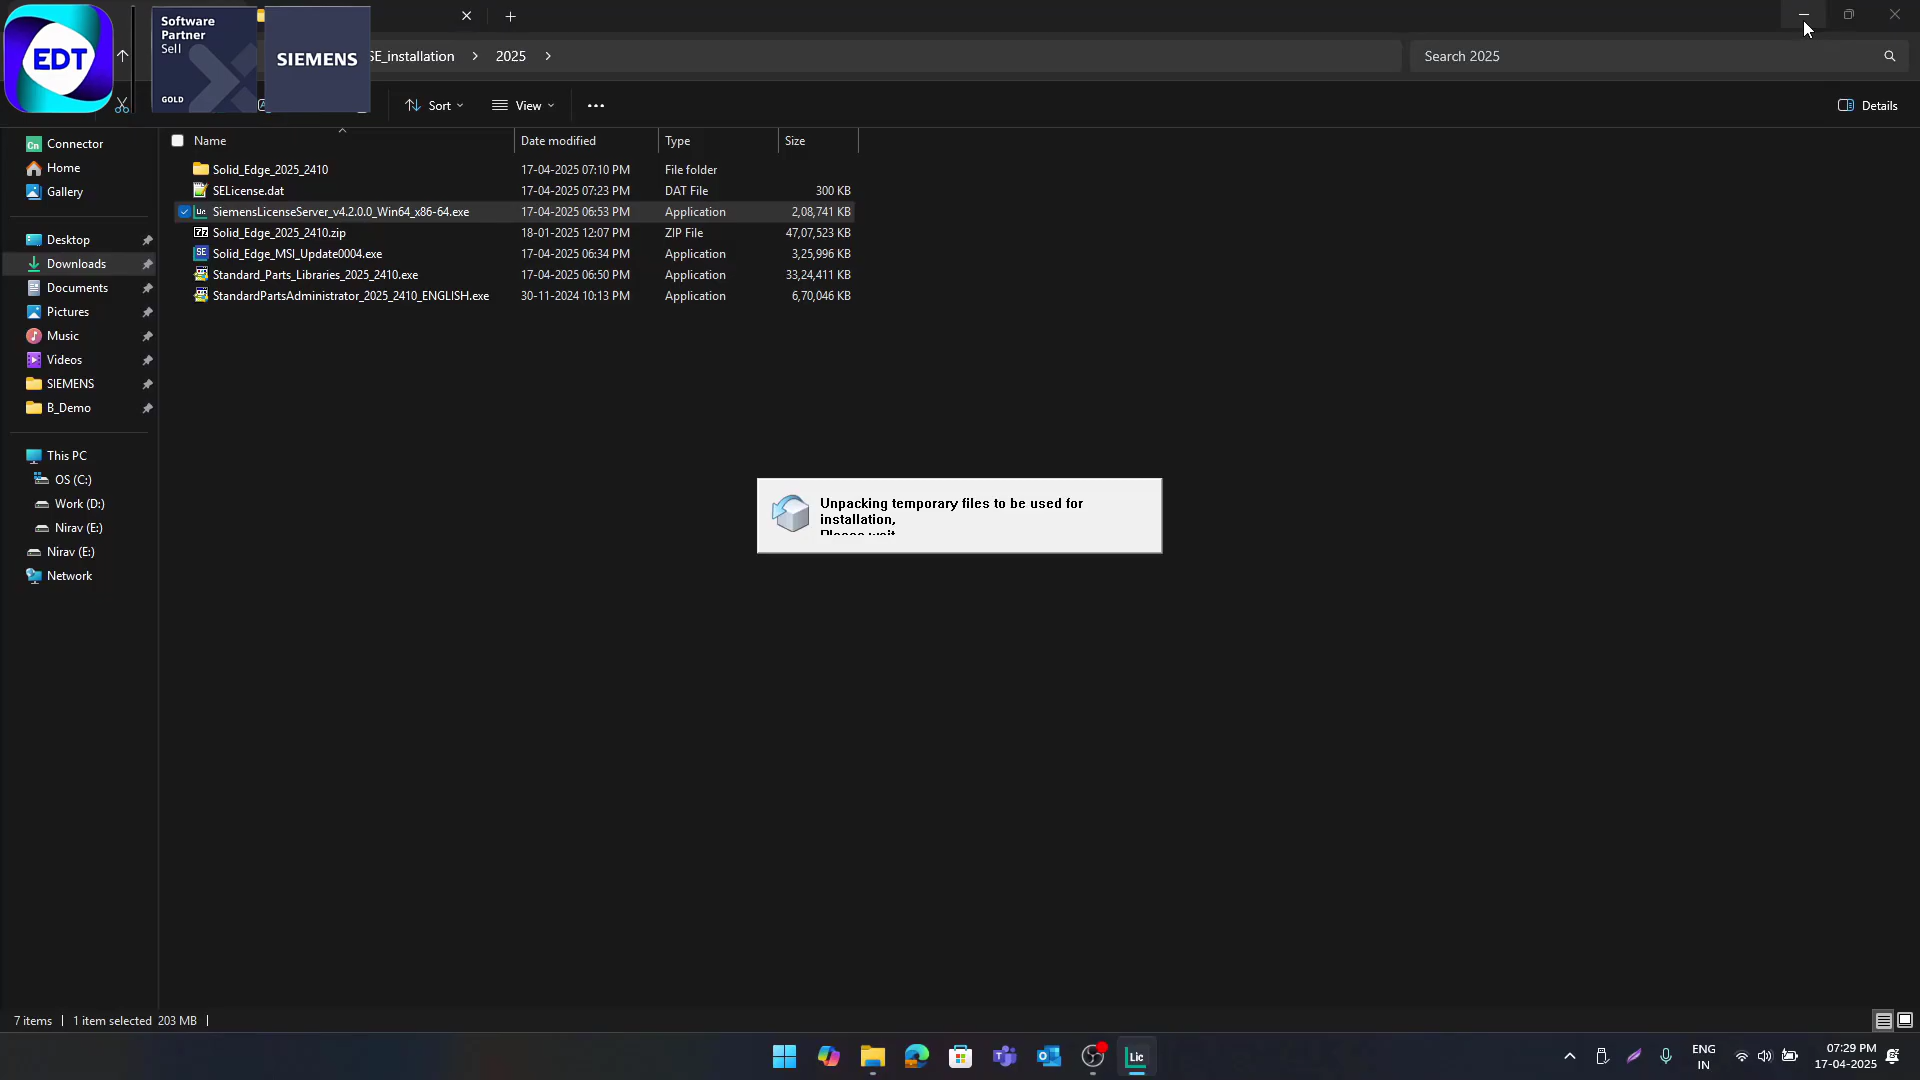 EDT
Software
Partner
Sell
GOLD
SIEMENS
SE_installation > 2025 >
Search 2025
Sort
View
Details
Name Date modified Type Size
Solid_Edge_2025_2410 17-04-2025 07:10 PM File folder
SELicense.dat 17-04-2025 07:23 PM DAT File 300 KB
SiemensLicenseServer_v4.2.0.0_Win64_x86-64.exe 17-04-2025 06:53 PM Application 2,08,741 KB
Solid_Edge_2025_2410.zip 18-01-2025 12:07 PM ZIP File 47,07,523 KB
Solid_Edge_MSI_Update0004.exe 17-04-2025 06:34 PM Application 3,25,996 KB
Standard_Parts_Libraries_2025_2410.exe 17-04-2025 06:50 PM Application 33,24,411 KB
StandardPartsAdministrator_2025_2410_ENGLISH.exe 30-11-2024 10:13 PM Application 6,70,046 KB
Connector
Home
Gallery
Desktop
Downloads
Documents
Pictures
Music
Videos
SIEMENS
B_Demo
This PC
OS (C:)
Work (D:)
Nirav (E:)
Nirav (E:)
Network
Unpacking temporary files to be used for
installation,
Please wait
7 items | 1 item selected 203 MB |
Lic
ENG
IN
07:29 PM
17-04-2025